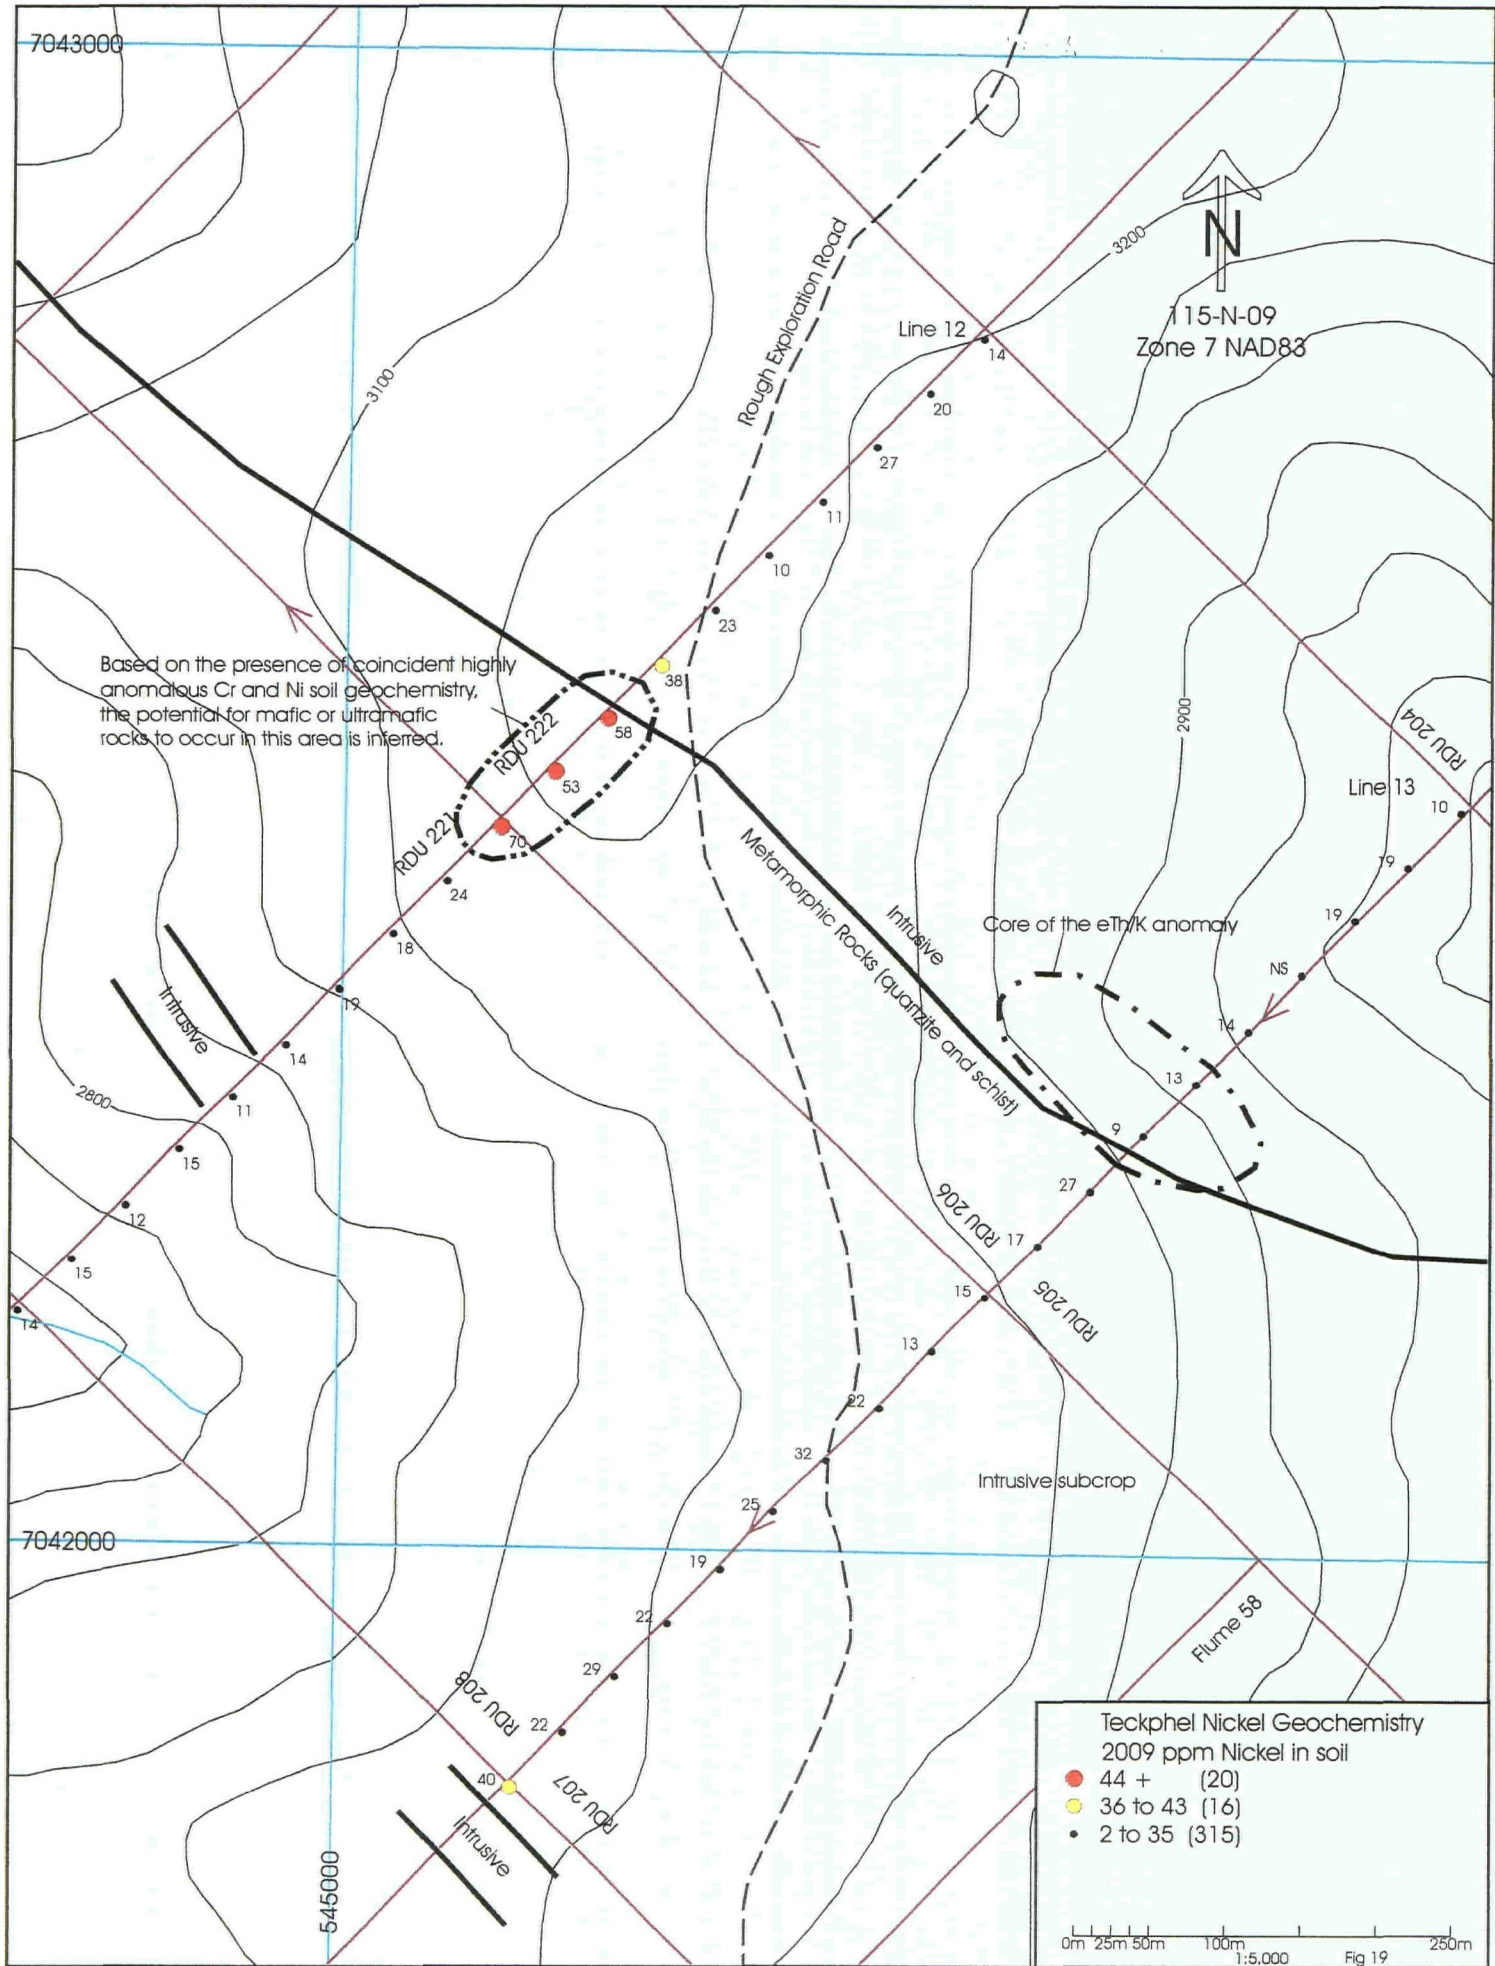 7043000
3200
N
115-N-09
Zone 7 NAD83
Rough Exploration Road
Line 12
14
20
3100
27
11
10
23
38
Based on the presence of coincident highly
anomalous Cr and Ni soil geochemistry,
the potential for mafic or ultramafic
rocks to occur in this area is inferred.
RDU 222
58
53
RDU 221
70
24
18
19
14
11
15
12
15
14
Intrusive
2800
2900
RDU 204
Line 13
10
19
19
NS
14
13
9
27
17
15
13
22
32
25
19
22
29
22
40
Metamorphic Rocks (quartzite and schist)
Intrusive
Core of the eTh/K anomaly
RDU 206
RDU 205
Intrusive subcrop
7042000
Flume 58
RDU 208
RDU 207
Intrusive
545000
Teckphel Nickel Geochemistry
2009 ppm Nickel in soil
44 + (20)
36 to 43 (16)
2 to 35 (315)
0m 25m 50m 100m 250m
1:5,000 Fig 19